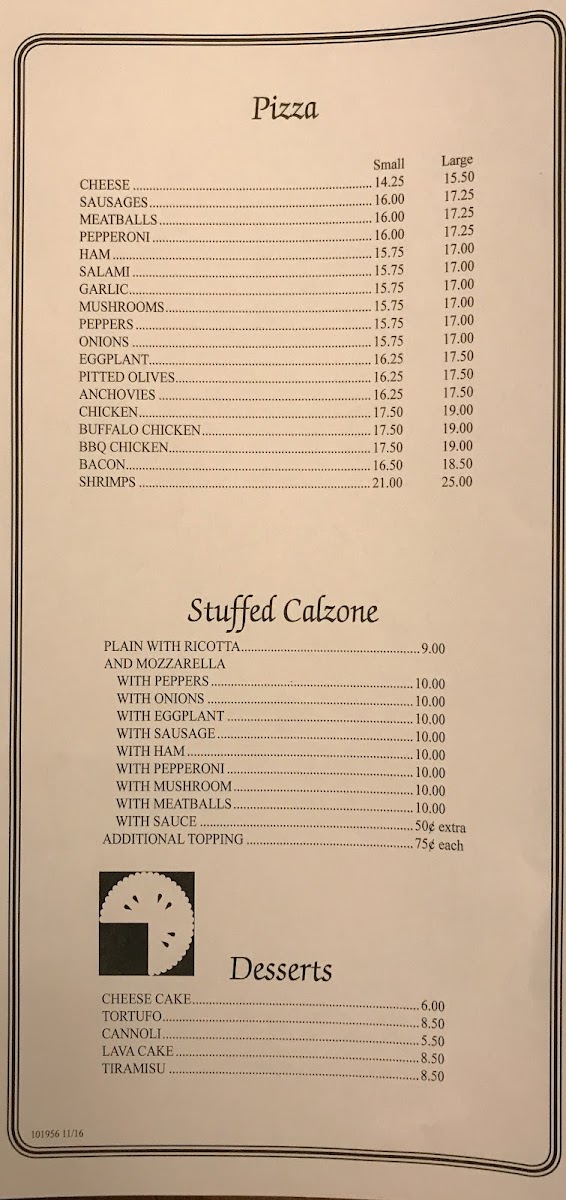 Pizza
Small Large
CHEESE 14.25 15.50
SAUSAGES 16.00 17.25
MEATBALLS 16.00 17.25
PEPPERONI 16.00 17.25
HAM 15.75 17.00
SALAMI 15.75 17.00
GARLIC 15.75 17.00
MUSHROOMS 15.75 17.00
PEPPERS 15.75 17.00
ONIONS 15.75 17.00
EGGPLANT 16.25 17.50
PITTED OLIVES 16.25 17.50
ANCHOVIES 16.25 17.50
CHICKEN 17.50 19.00
BUFFALO CHICKEN 17.50 19.00
BBQ CHICKEN 17.50 19.00
BACON 16.50 18.50
SHRIMPS 21.00 25.00
Stuffed Calzone
PLAIN WITH RICOTTA 9.00
AND MOZZARELLA
WITH PEPPERS 10.00
WITH ONIONS 10.00
WITH EGGPLANT 10.00
WITH SAUSAGE 10.00
WITH HAM 10.00
WITH PEPPERONI 10.00
WITH MUSHROOM 10.00
WITH MEATBALLS 10.00
WITH SAUCE 50¢ extra
ADDITIONAL TOPPING 75¢ each
Desserts
CHEESE CAKE 6.00
TORTUFO 8.50
CANNOLI 5.50
LAVA CAKE 8.50
TIRAMISU 8.50
101956 11/16